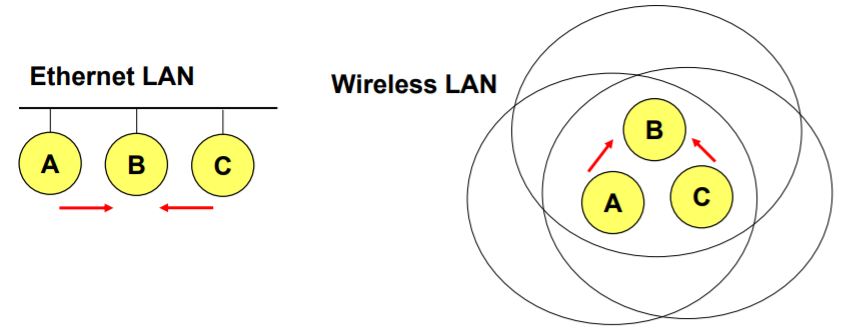 Ethernet LAN
A B C
Wireless LAN
B
A C